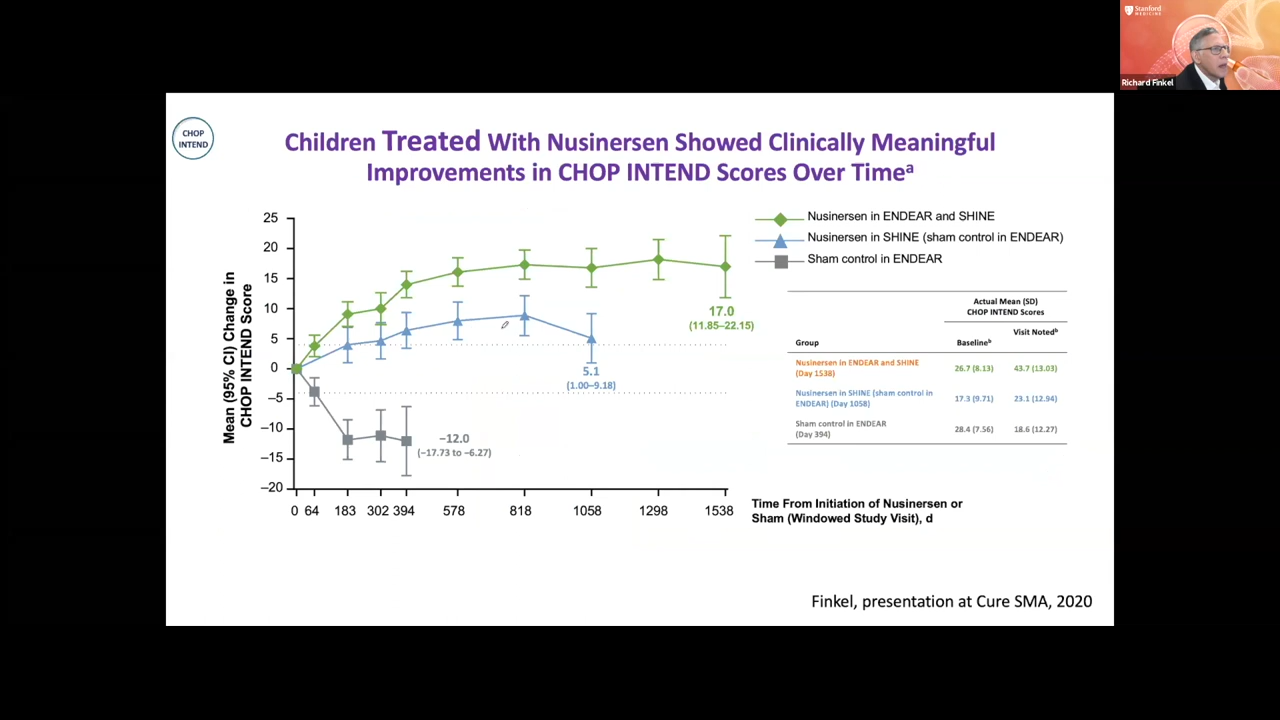 Stanford
MEDICINE
Richard Finkel
CHOP
INTEND
Children Treated With Nusinersen Showed Clinically Meaningful
Improvements in CHOP INTEND Scores Over Timeᵃ
Mean (95% CI) Change in
CHOP INTEND Score
25
20
15
10
5
0
−5
−10
−15
−20
17.0
(11.85–22.15)
5.1
(1.00–9.18)
−12.0
(−17.73 to −6.27)
0 64 183 302 394 578 818 1058 1298 1538
Time From Initiation of Nusinersen or
Sham (Windowed Study Visit), d
Nusinersen in ENDEAR and SHINE
Nusinersen in SHINE (sham control in ENDEAR)
Sham control in ENDEAR
Actual Mean (SD)
CHOP INTEND Scores
Group Baselineᵇ Visit Notedᵇ
Nusinersen in ENDEAR and SHINE
(Day 1538) 26.7 (8.13) 43.7 (13.03)
Nusinersen in SHINE (sham control in
ENDEAR) (Day 1058) 17.3 (9.71) 23.1 (12.94)
Sham control in ENDEAR
(Day 394) 28.4 (7.56) 18.6 (12.27)
Finkel, presentation at Cure SMA, 2020